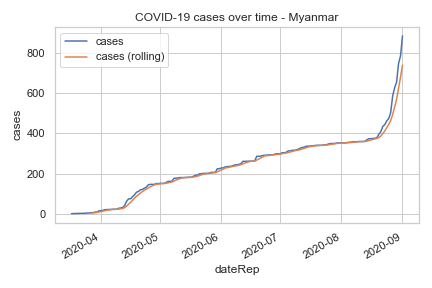 COVID-19 cases over time - Myanmar
cases
cases (rolling)
cases
800
600
400
200
0
2020-04
2020-05
2020-06
2020-07
2020-08
2020-09
dateRep